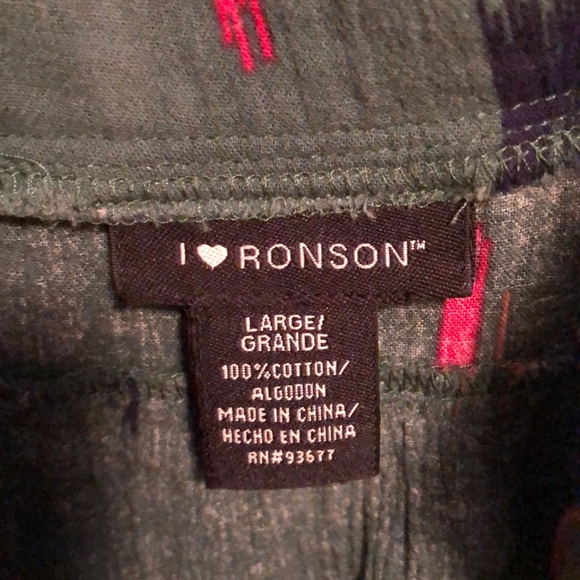 I ♥ RONSON™
LARGE/
GRANDE
100% COTTON/
ALGODON
MADE IN CHINA/
HECHO EN CHINA
RN#93677